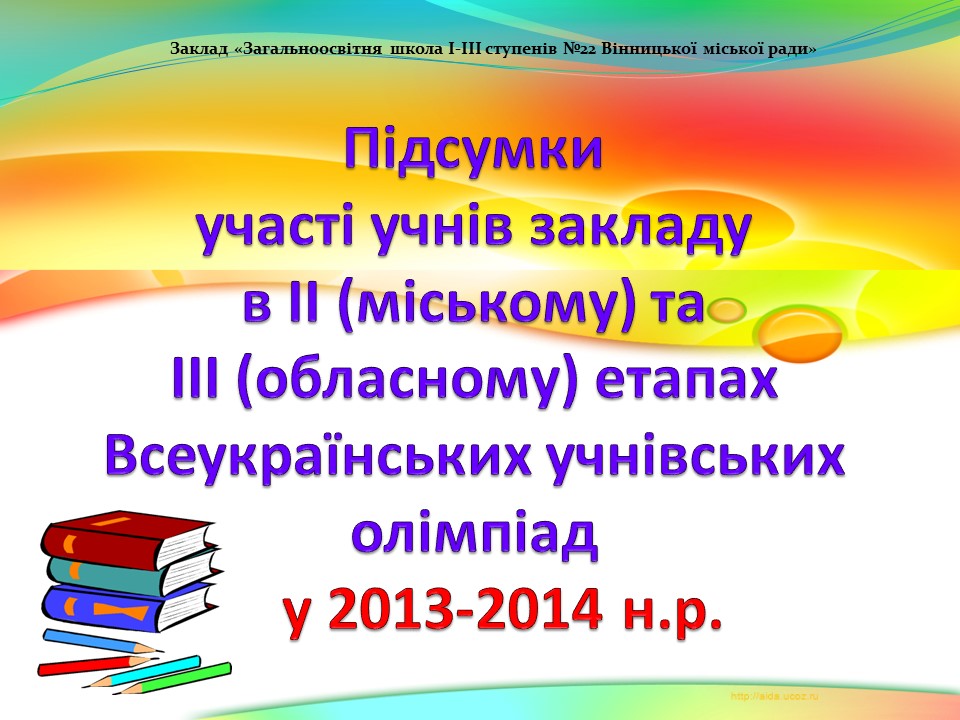 Заклад «Загальноосвітня школа І-ІІІ ступенів №22 Вінницької міської ради»
Підсумки
участі учнів закладу
в ІІ (міському) та
ІІІ (обласному) етапах
Всеукраїнських учнівських
олімпіад
у 2013-2014 н.р.
http://aida.ucoz.ru